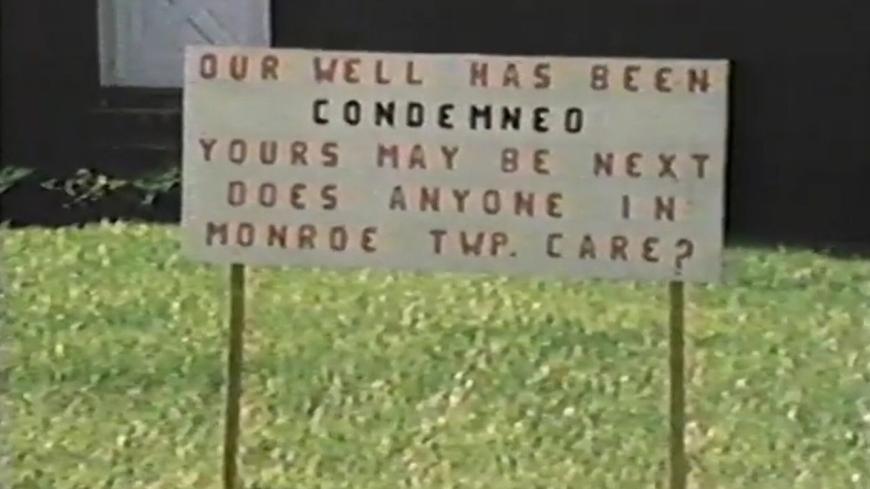 OUR WELL HAS BEEN
CONDEMNED
YOURS MAY BE NEXT
DOES ANYONE IN
MONROE TWP. CARE?